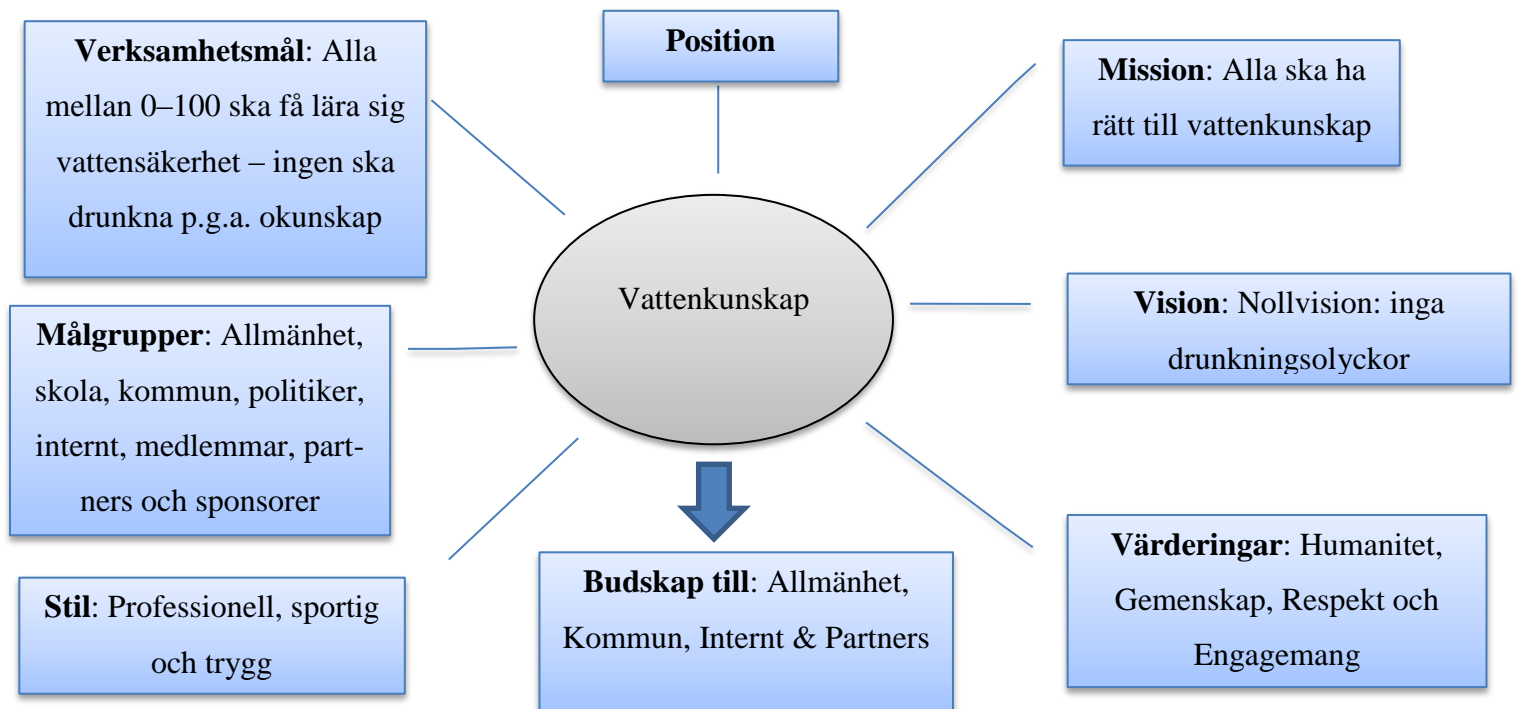 Verksamhetsmål: Alla
mellan 0–100 ska få lära sig
vattensäkerhet – ingen ska
drunkna p.g.a. okunskap
Position
Mission: Alla ska ha
rätt till vattenkunskap
Vattenkunskap
Vision: Nollvision: inga
drunkningsolyckor
Målgrupper: Allmänhet,
skola, kommun, politiker,
internt, medlemmar, part-
ners och sponsorer
Stil: Professionell, sportig
och trygg
Budskap till: Allmänhet,
Kommun, Internt & Partners
Värderingar: Humanitet,
Gemenskap, Respekt och
Engagemang